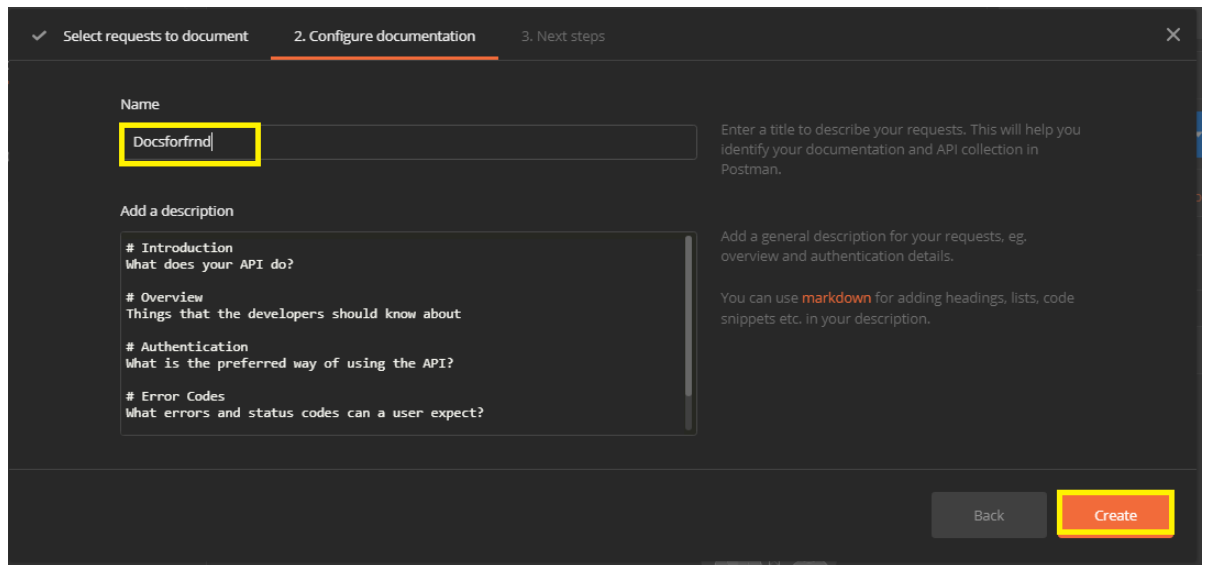 Select requests to document
2. Configure documentation
3. Next steps
Name
Docsforfrnd
Enter a title to describe your requests. This will help you
identify your documentation and API collection in
Postman.
Add a description
# Introduction
What does your API do?
# Overview
Things that the developers should know about
# Authentication
What is the preferred way of using the API?
# Error Codes
What errors and status codes can a user expect?
Add a general description for your requests, eg.
overview and authentication details.
You can use markdown for adding headings, lists, code
snippets etc. in your description.
Back
Create